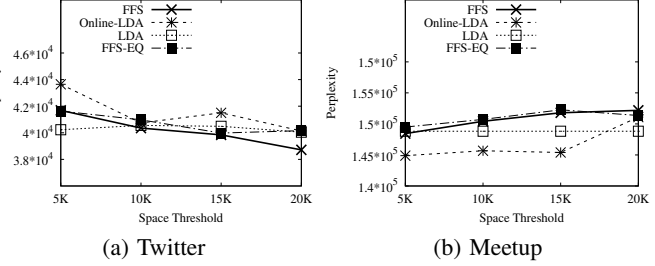 FFS
Online-LDA
LDA
FFS-EQ
4.6*10^4
4.4*10^4
4.2*10^4
4.0*10^4
3.8*10^4
5K 10K 15K 20K
Space Threshold
(a) Twitter
FFS
Online-LDA
LDA
FFS-EQ
Perplexity
1.5*10^5
1.55*10^5
1.5*10^5
1.45*10^5
1.4*10^5
5K 10K 15K 20K
Space Threshold
(b) Meetup